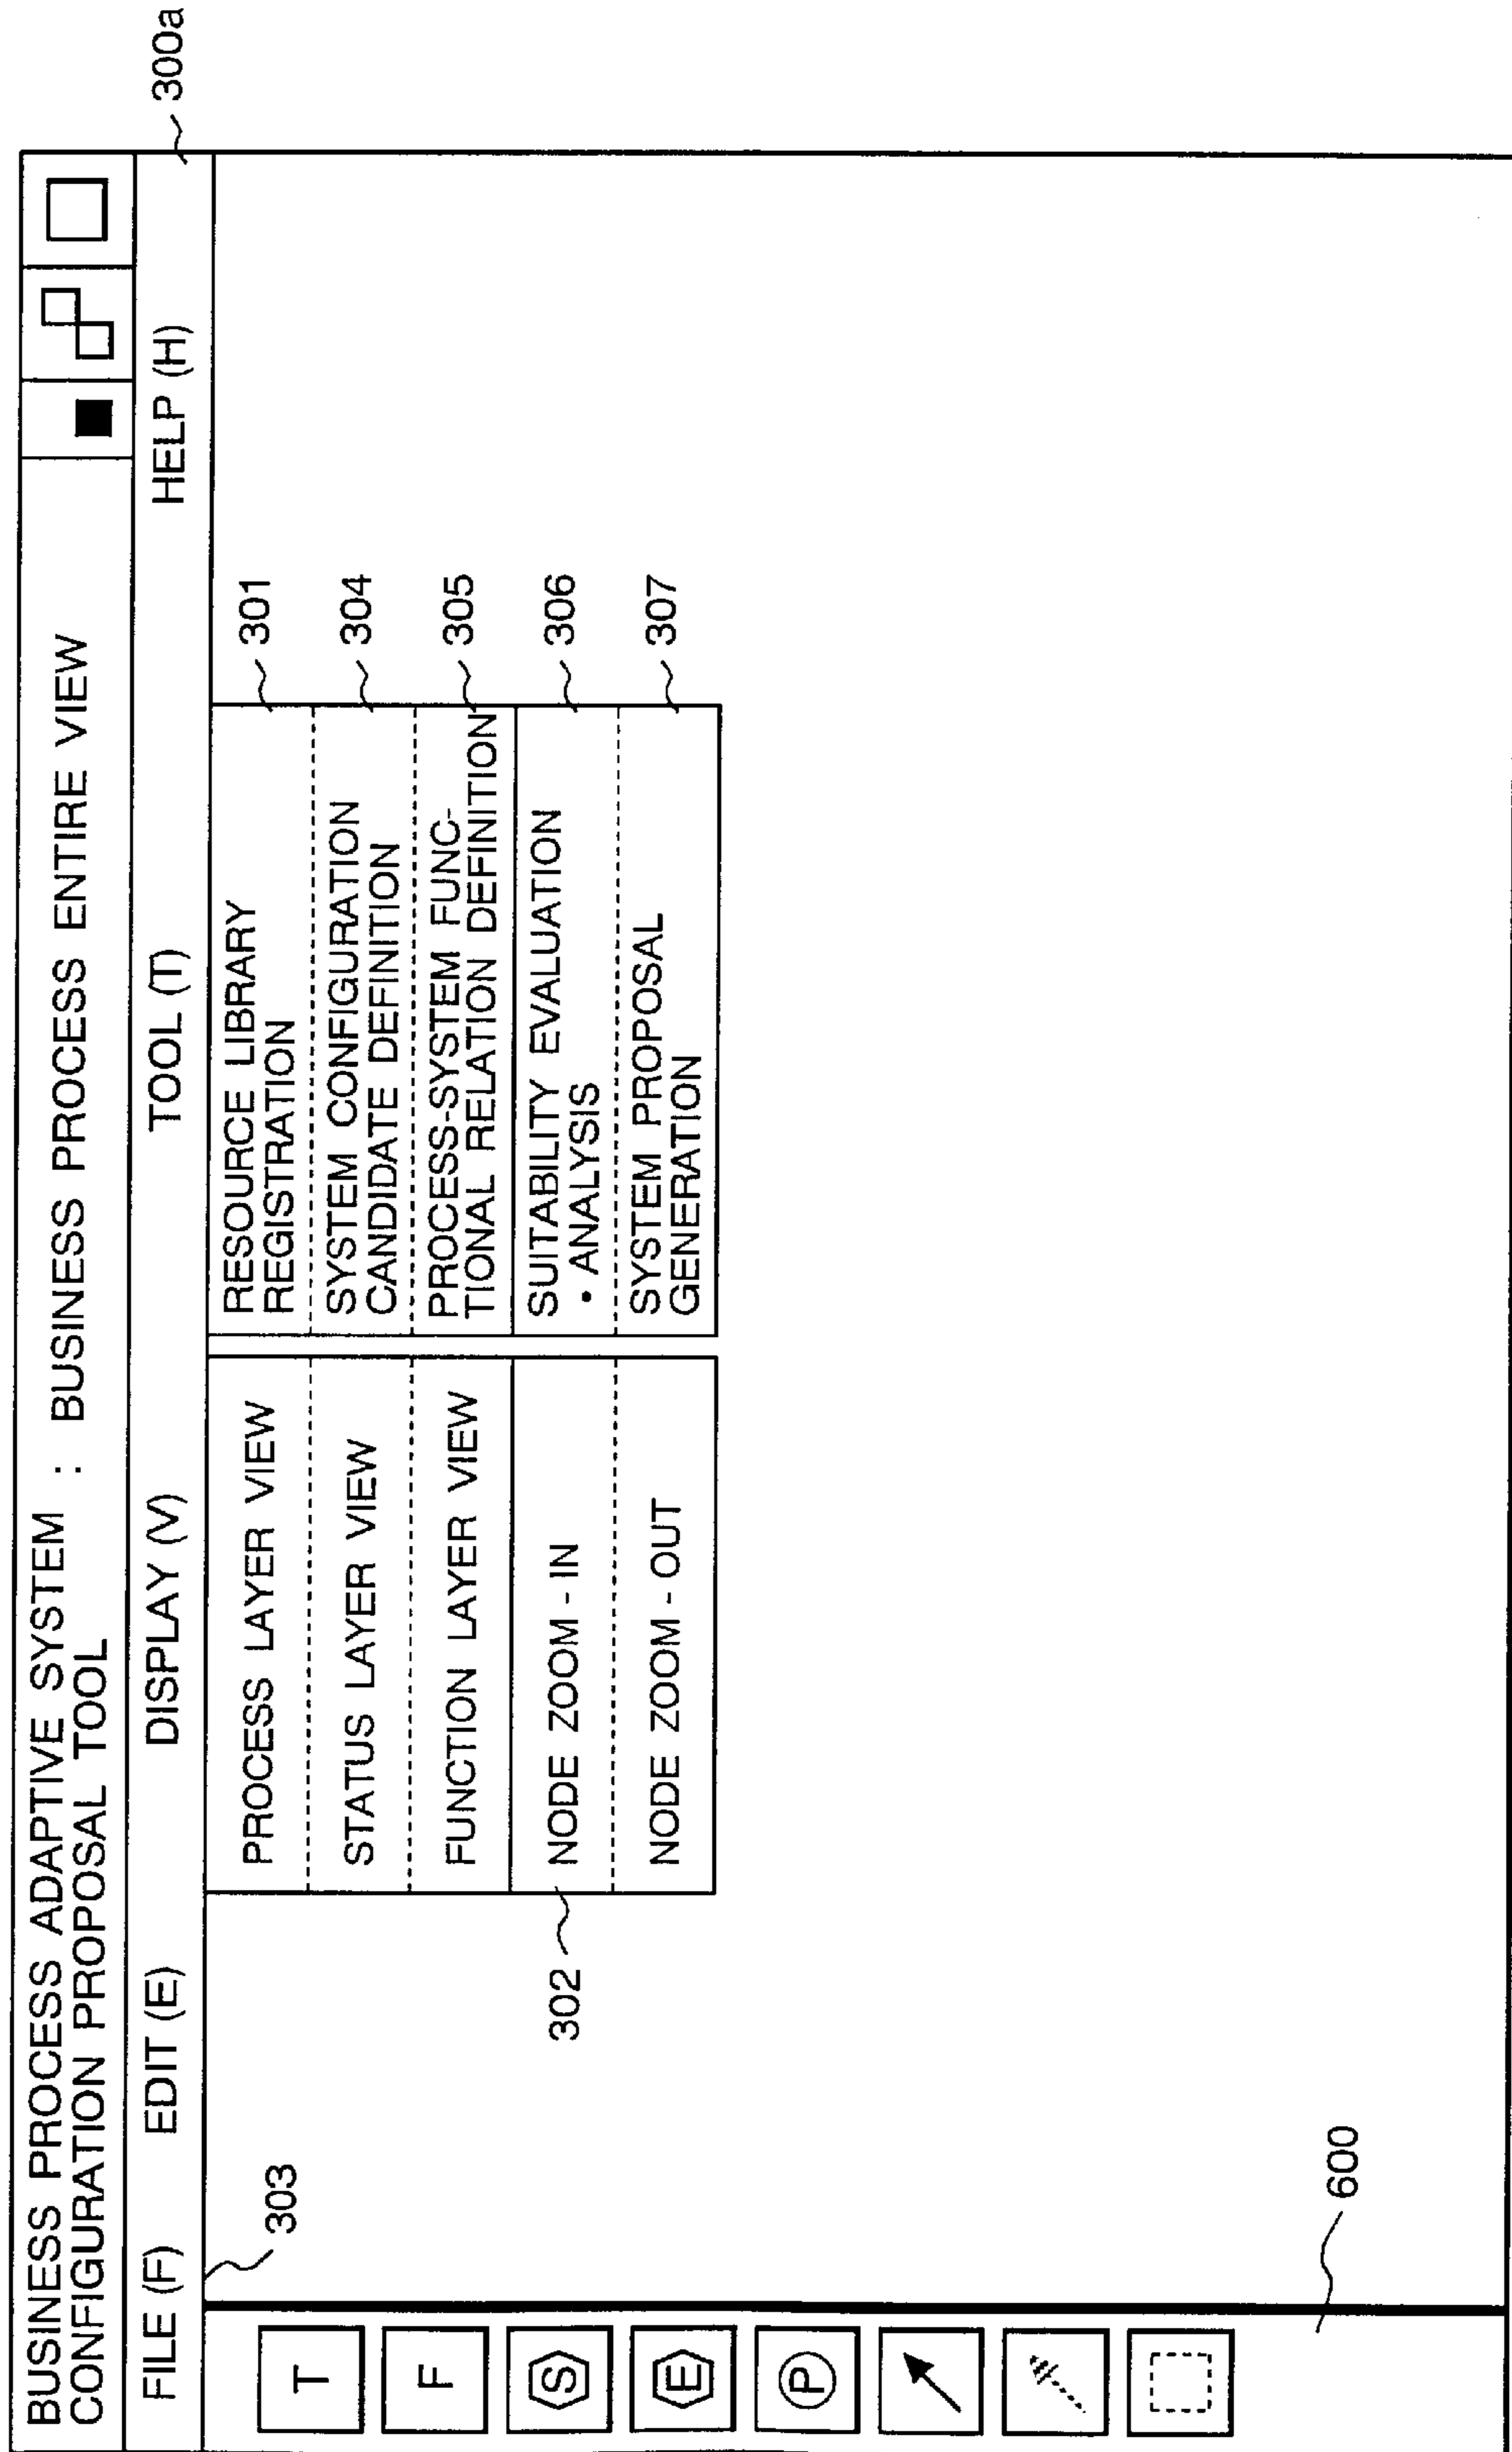 BUSINESS PROCESS ADAPTIVE SYSTEM : BUSINESS PROCESS ENTIRE VIEW
CONFIGURATION PROPOSAL TOOL
FILE (F) EDIT (E) DISPLAY (V) TOOL (T) HELP (H)
300a
303
T
F
S
E
P
600
PROCESS LAYER VIEW
STATUS LAYER VIEW
FUNCTION LAYER VIEW
NODE ZOOM - IN
NODE ZOOM - OUT
302
RESOURCE LIBRARY
REGISTRATION
301
SYSTEM CONFIGURATION
CANDIDATE DEFINITION
304
PROCESS-SYSTEM FUNC-
TIONAL RELATION DEFINITION
305
SUITABILITY EVALUATION
• ANALYSIS
306
SYSTEM PROPOSAL
GENERATION
307